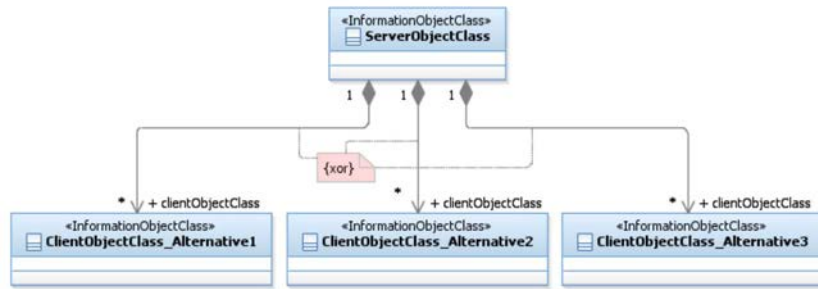 «InformationObjectClass»
ServerObjectClass
1 1 1
{xor}
* + clientObjectClass * + clientObjectClass * + clientObjectClass
«InformationObjectClass» «InformationObjectClass» «InformationObjectClass»
ClientObjectClass_Alternative1 ClientObjectClass_Alternative2 ClientObjectClass_Alternative3